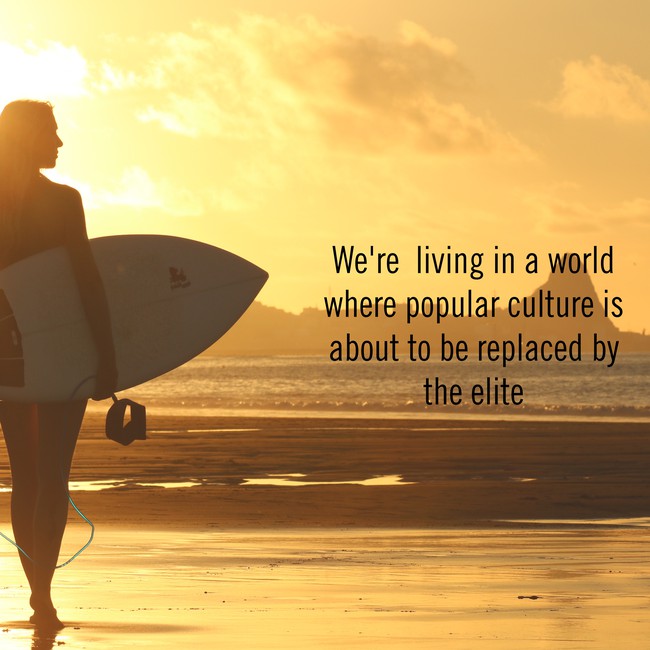 We're  living in a world
where popular culture is
about to be replaced by
the elite